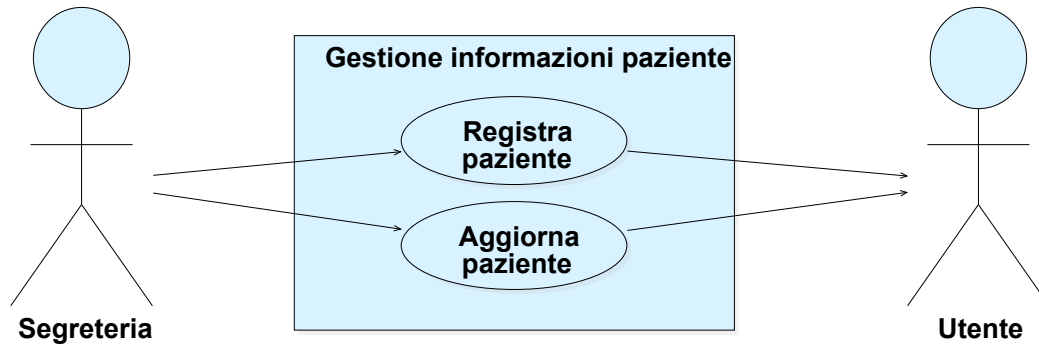 Gestione informazioni paziente
Registra
paziente
Aggiorna
paziente
Segreteria
Utente